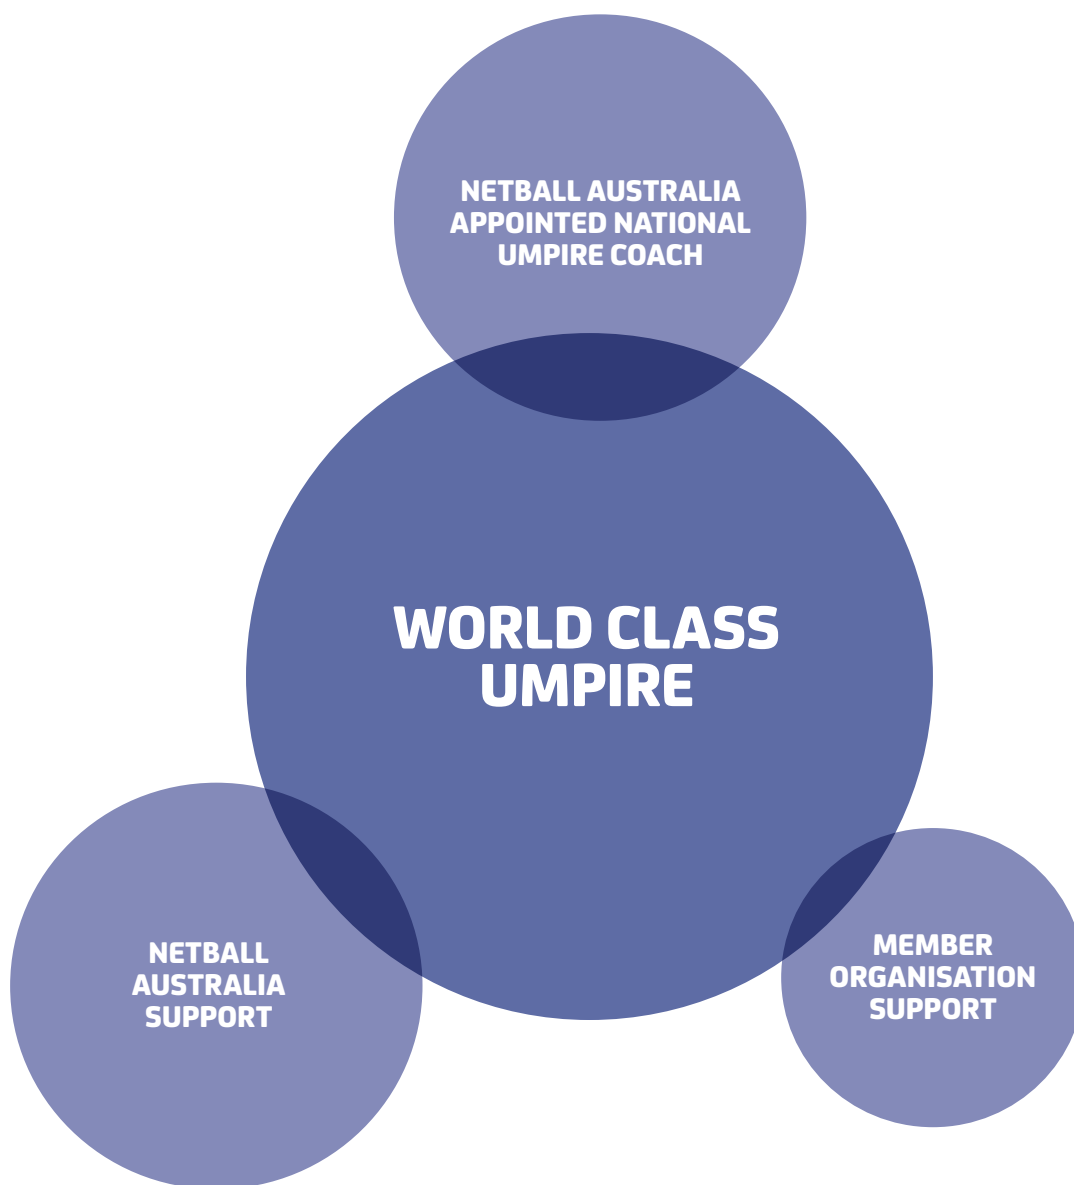 NETBALL AUSTRALIA
APPOINTED NATIONAL
UMPIRE COACH
WORLD CLASS
UMPIRE
NETBALL
AUSTRALIA
SUPPORT
MEMBER
ORGANISATION
SUPPORT